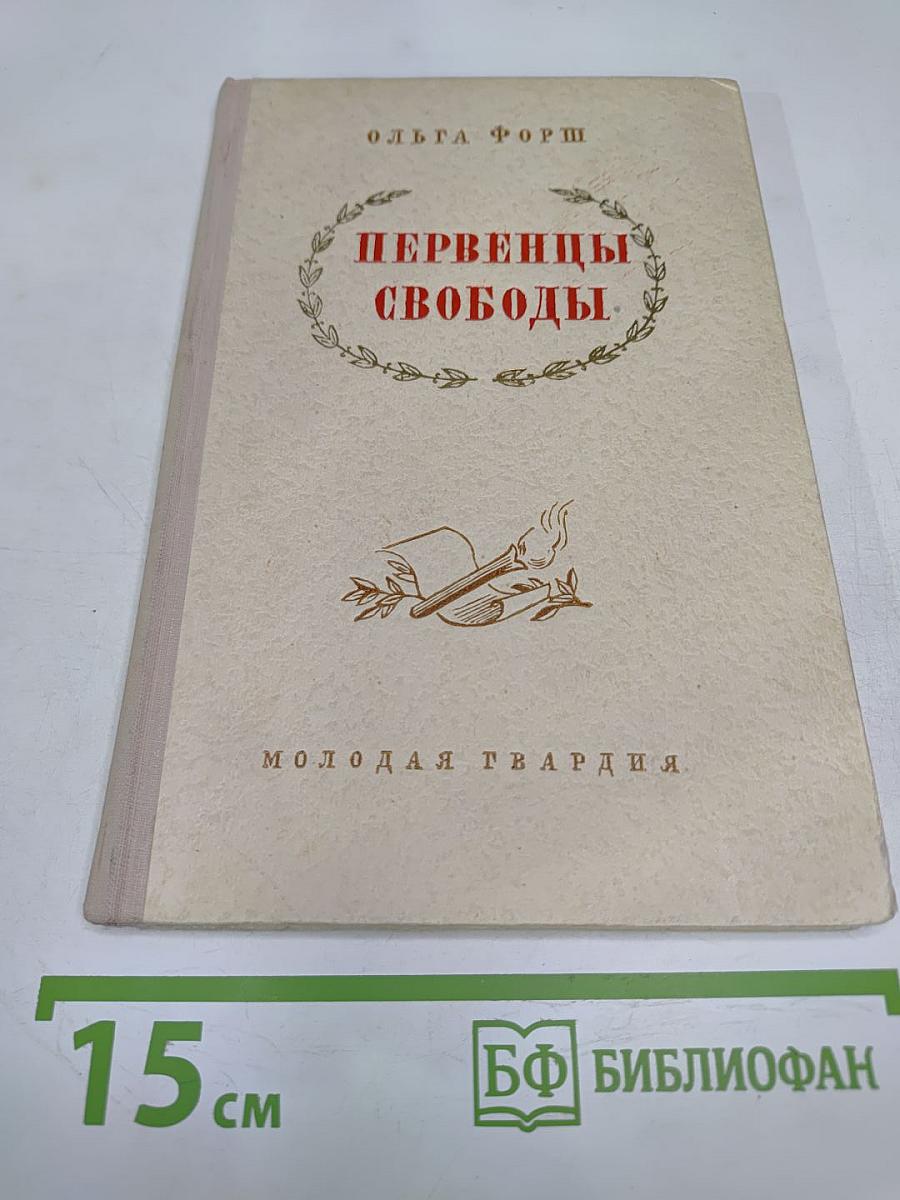 ОЛЬГА ФОРШ
ПЕРВЕНЦЫ
СВОБОДЫ
МОЛОДАЯ ГВАРДИЯ
15 см
БФ БИБЛИОФАН